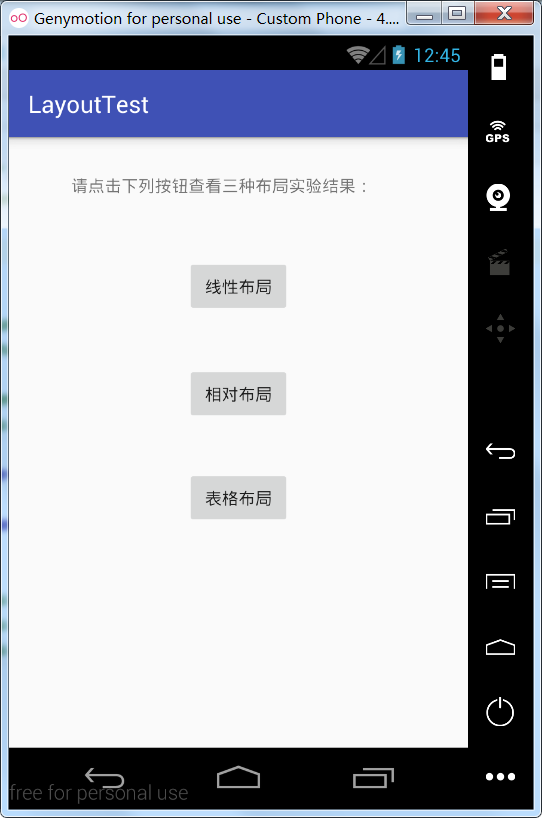 Genymotion for personal use - Custom Phone - 4....
12:45
GPS
LayoutTest
请点击下列按钮查看三种布局实验结果：
线性布局
相对布局
表格布局
free for personal use